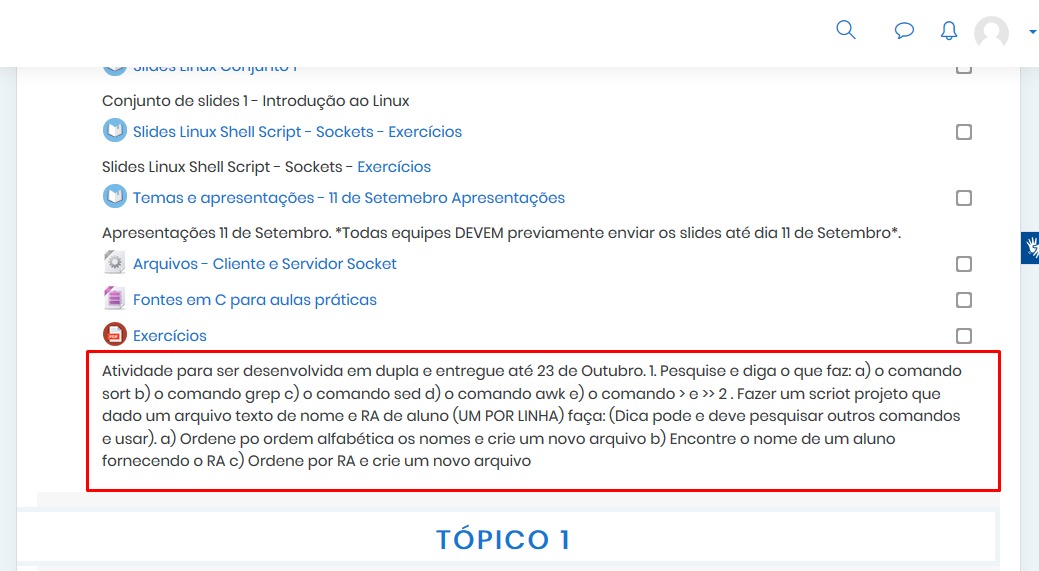 Slides Linux Conjunto 1
Conjunto de slides 1 - Introdução ao Linux
Slides Linux Shell Script - Sockets - Exercícios
Slides Linux Shell Script - Sockets - Exercícios
Temas e apresentações - 11 de Setemebro Apresentações
Apresentações 11 de Setembro. *Todas equipes DEVEM previamente enviar os slides até dia 11 de Setembro*.
Arquivos - Cliente e Servidor Socket
Fontes em C para aulas práticas
Exercícios
Atividade para ser desenvolvida em dupla e entregue até 23 de Outubro. 1. Pesquise e diga o que faz: a) o comando
sort b) o comando grep c) o comando sed d) o comando awk e) o comando > e >> 2 . Fazer um scriot projeto que
dado um arquivo texto de nome e RA de aluno (UM POR LINHA) faça: (Dica pode e deve pesquisar outros comandos
e usar). a) Ordene po ordem alfabética os nomes e crie um novo arquivo b) Encontre o nome de um aluno
fornecendo o RA c) Ordene por RA e crie um novo arquivo
TÓPICO 1